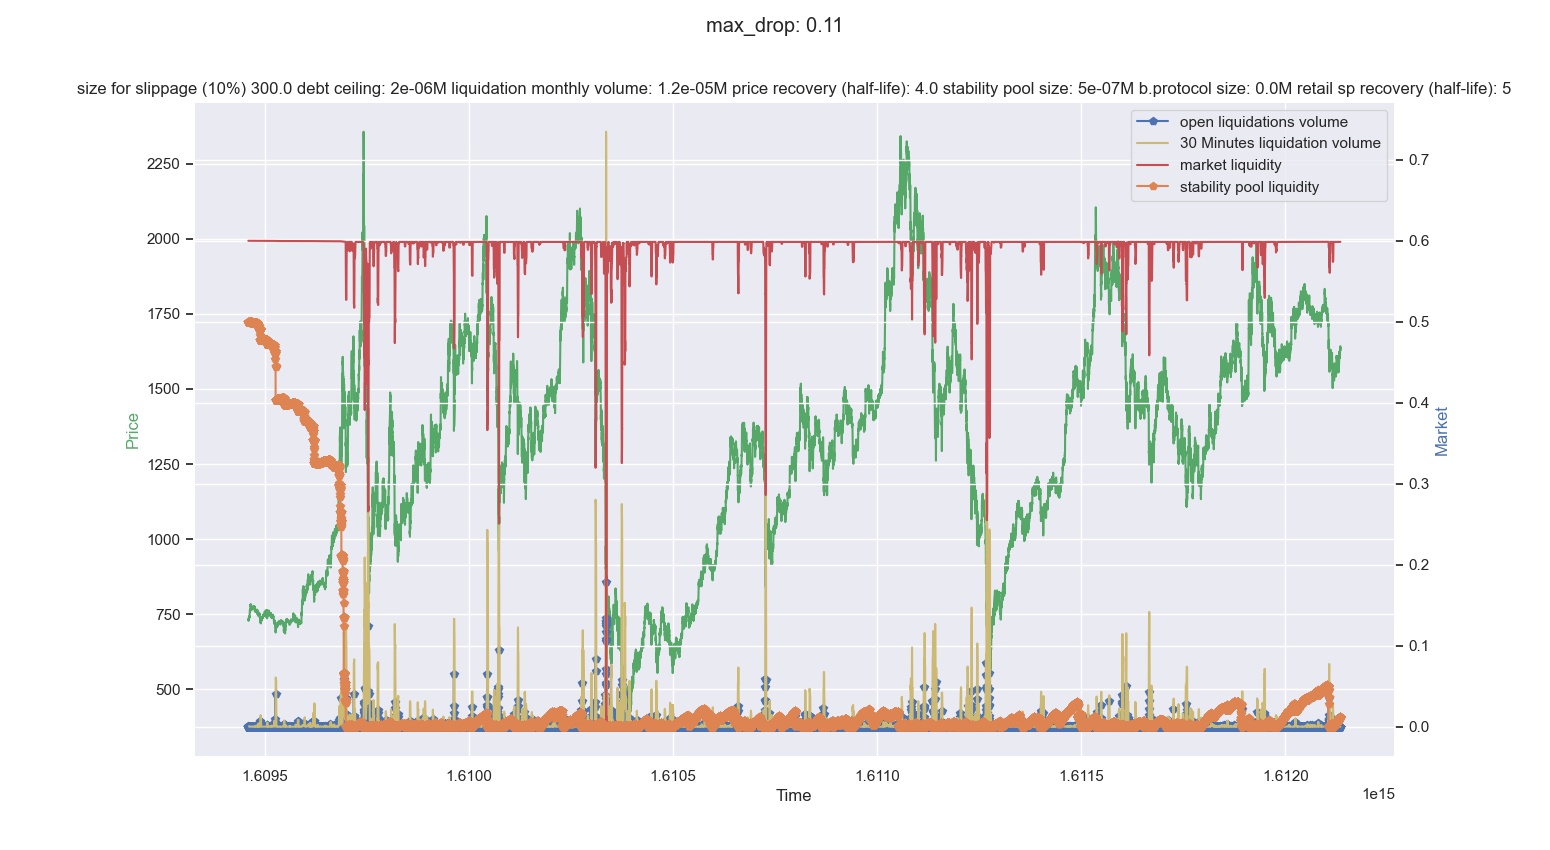 max_drop: 0.11
size for slippage (10%) 300.0 debt ceiling: 2e-06M liquidation monthly volume: 1.2e-05M price recovery (half-life): 4.0 stability pool size: 5e-07M b.protocol size: 0.0M retail sp recovery (half-life): 5
open liquidations volume
30 Minutes liquidation volume
market liquidity
stability pool liquidity
2250
2000
1750
1500
1250
1000
750
500
Price
0.7
0.6
0.5
0.4
0.3
0.2
0.1
0.0
Market
1.6095 1.6100 1.6105 1.6110 1.6115 1.6120
1e15
Time